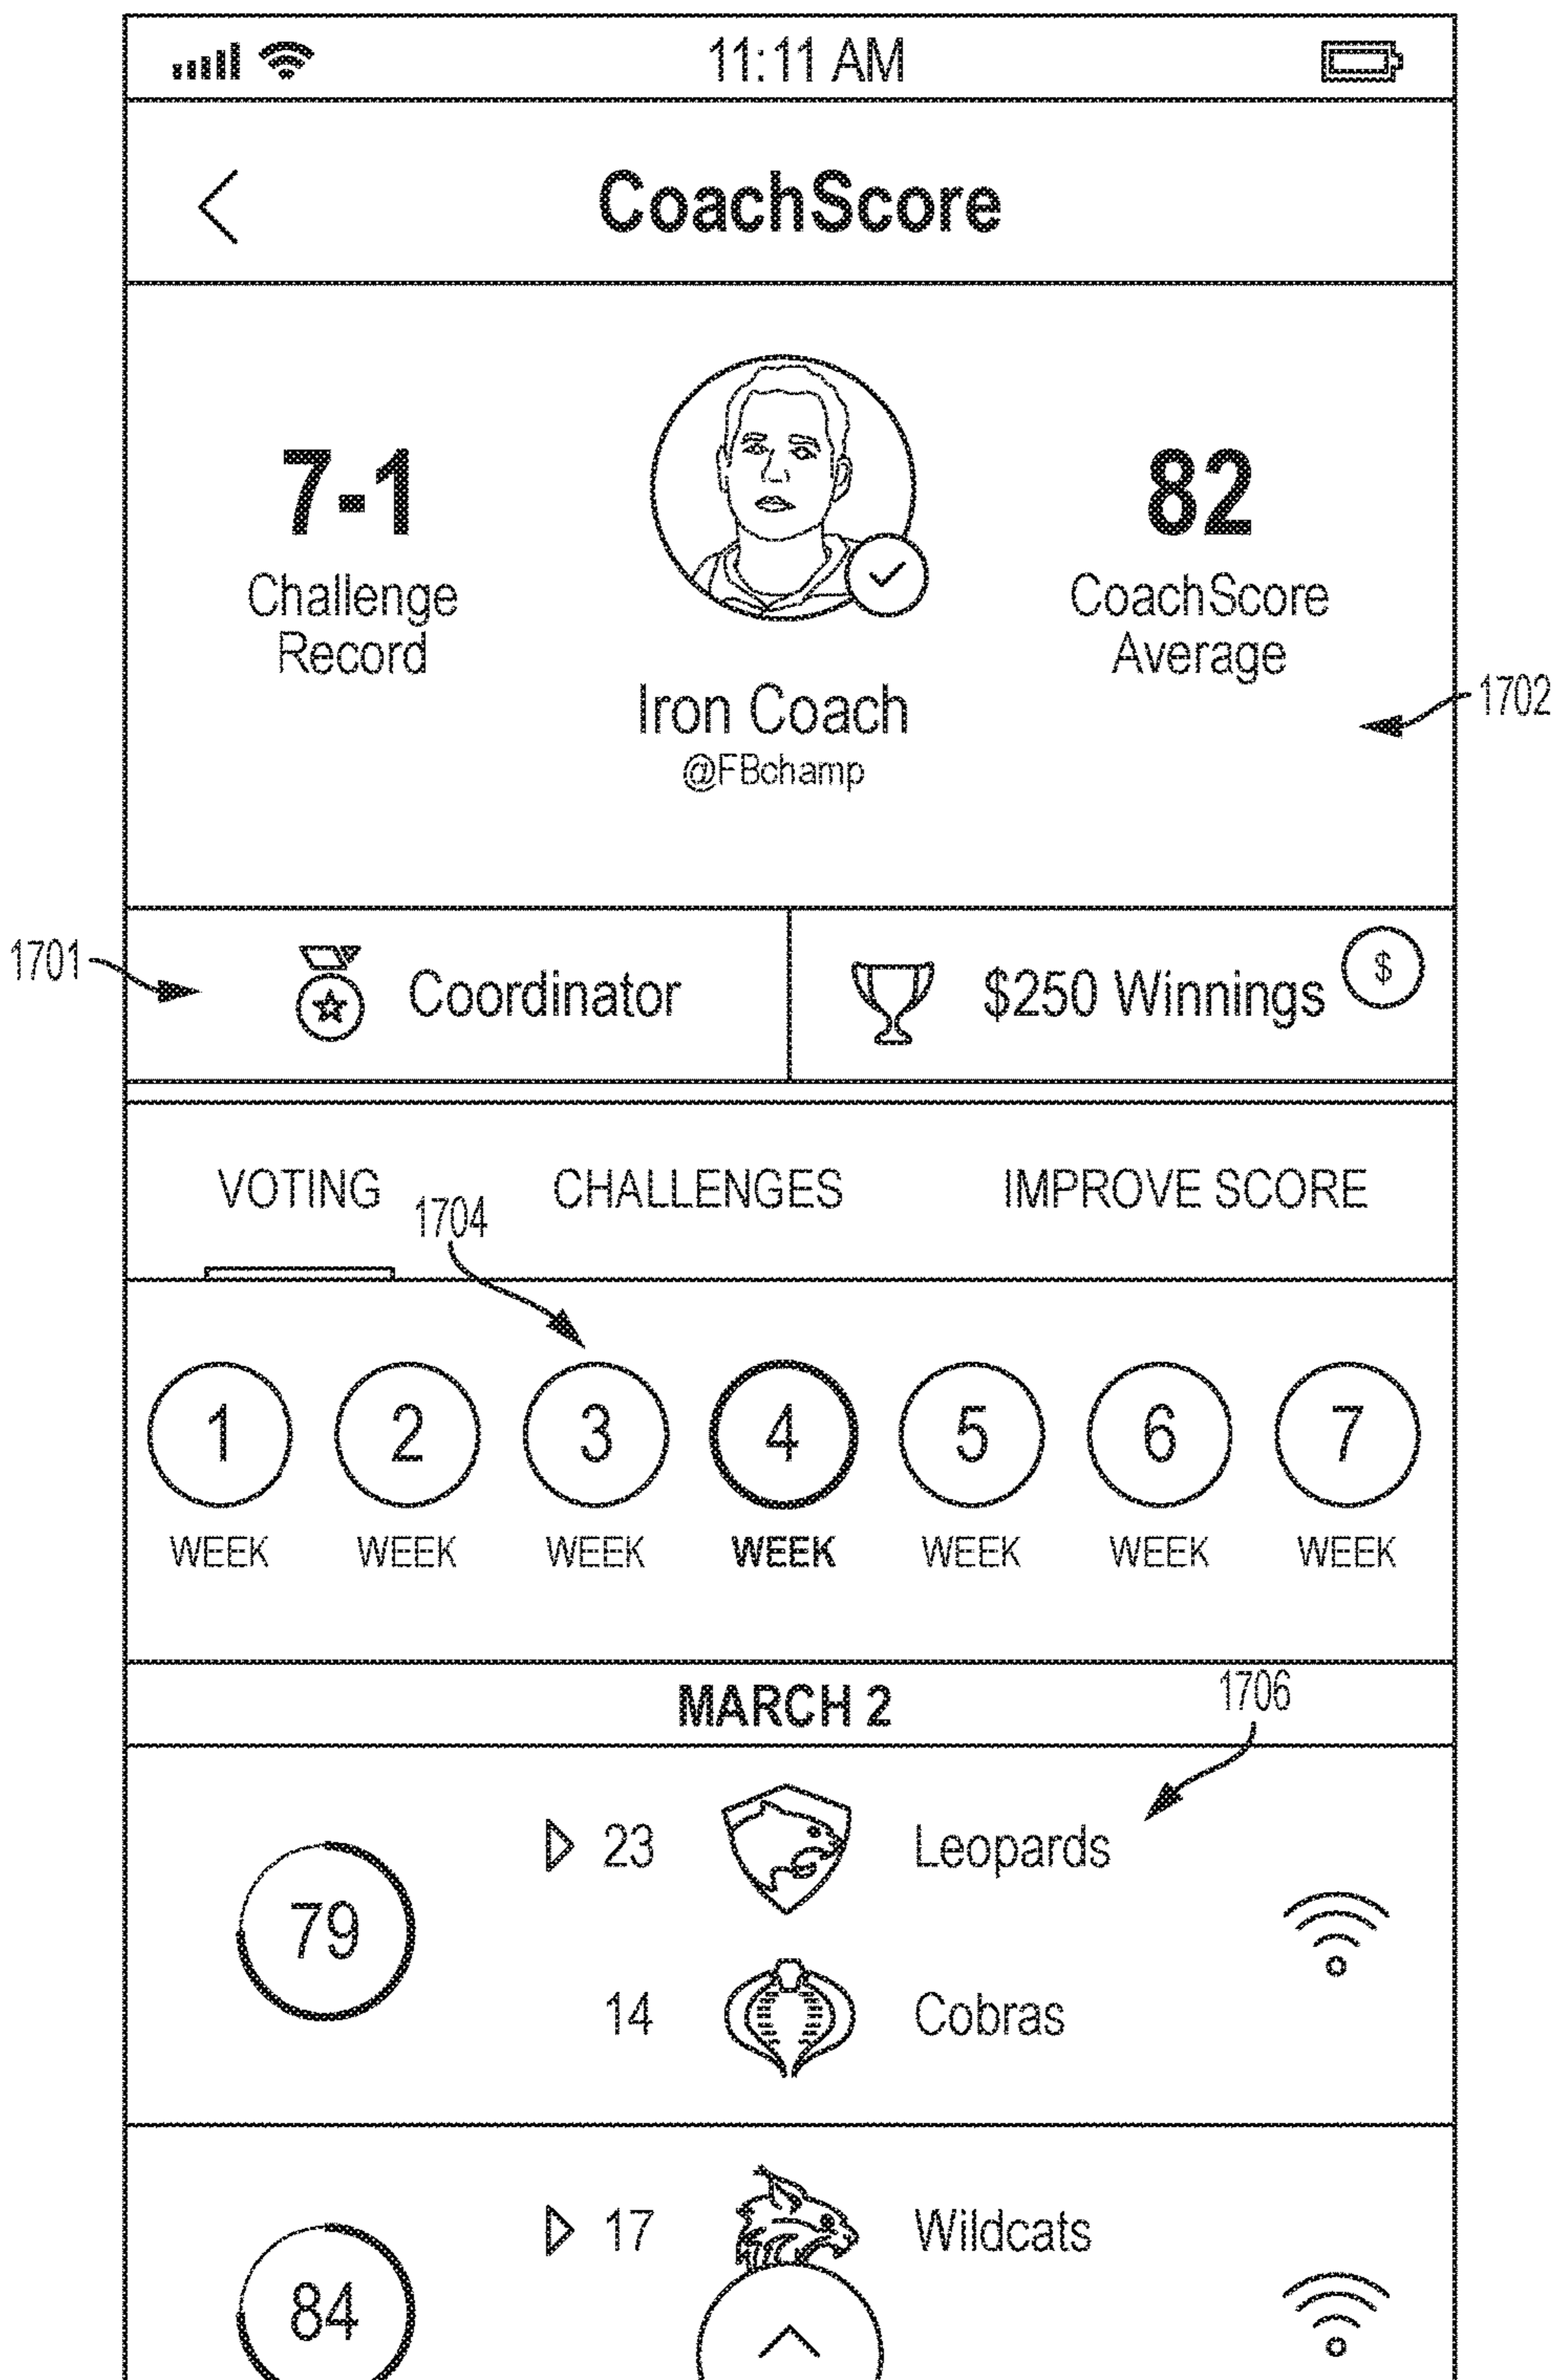 11:11 AM
CoachScore
7-1
Challenge
Record
82
CoachScore
Average
Iron Coach
@FBchamp
1702
1701
Coordinator
$250 Winnings
$
VOTING
CHALLENGES
IMPROVE SCORE
1704
1 2 3 4 5 6 7
WEEK WEEK WEEK WEEK WEEK WEEK WEEK
MARCH 2
1706
79
23 Leopards
14 Cobras
84
17 Wildcats